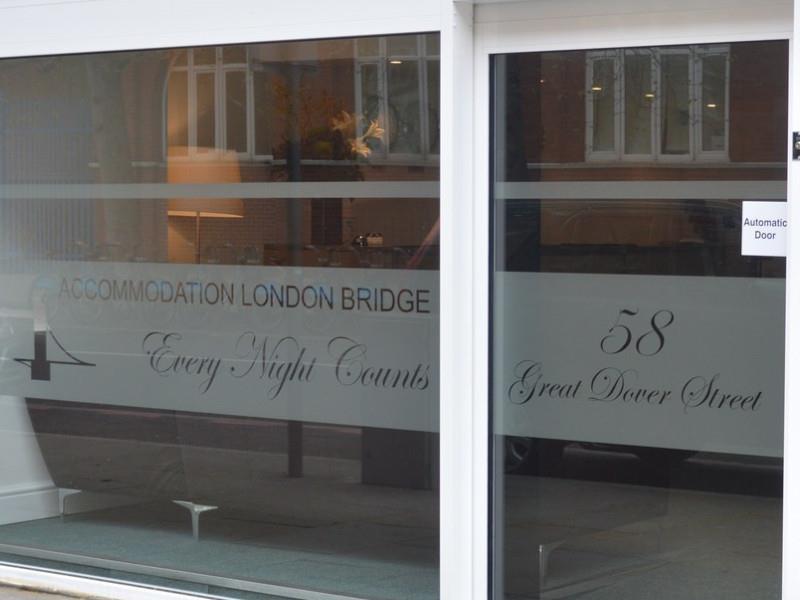 ACCOMMODATION LONDON BRIDGE
Every Night Counts
58
Great Dover Street
Automatic
Door